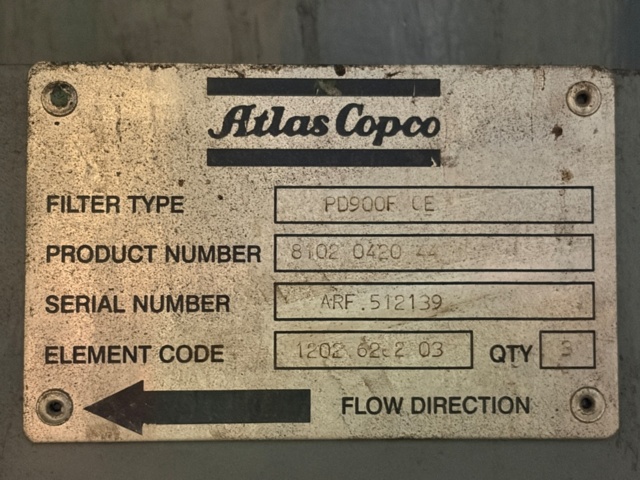 Atlas Copco
FILTER TYPE PD900F CE
PRODUCT NUMBER 8102 0420 44
SERIAL NUMBER ARF.512139
ELEMENT CODE 1202 03 QTY 3
FLOW DIRECTION